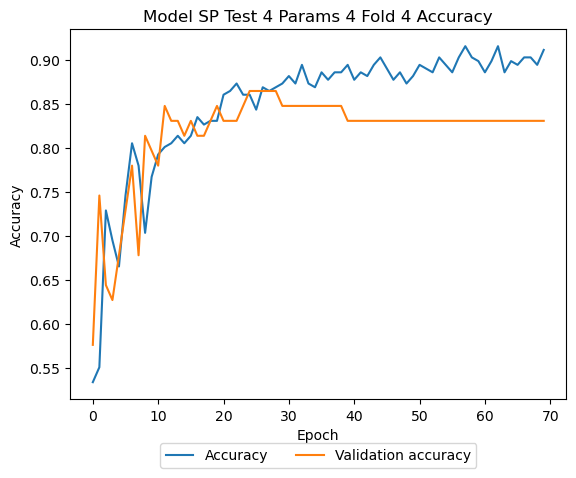 Model SP Test 4 Params 4 Fold 4 Accuracy
0.90
0.85
0.80
0.75
0.70
0.65
0.60
0.55
Accuracy
0 10 20 30 40 50 60 70
Epoch
Accuracy Validation accuracy